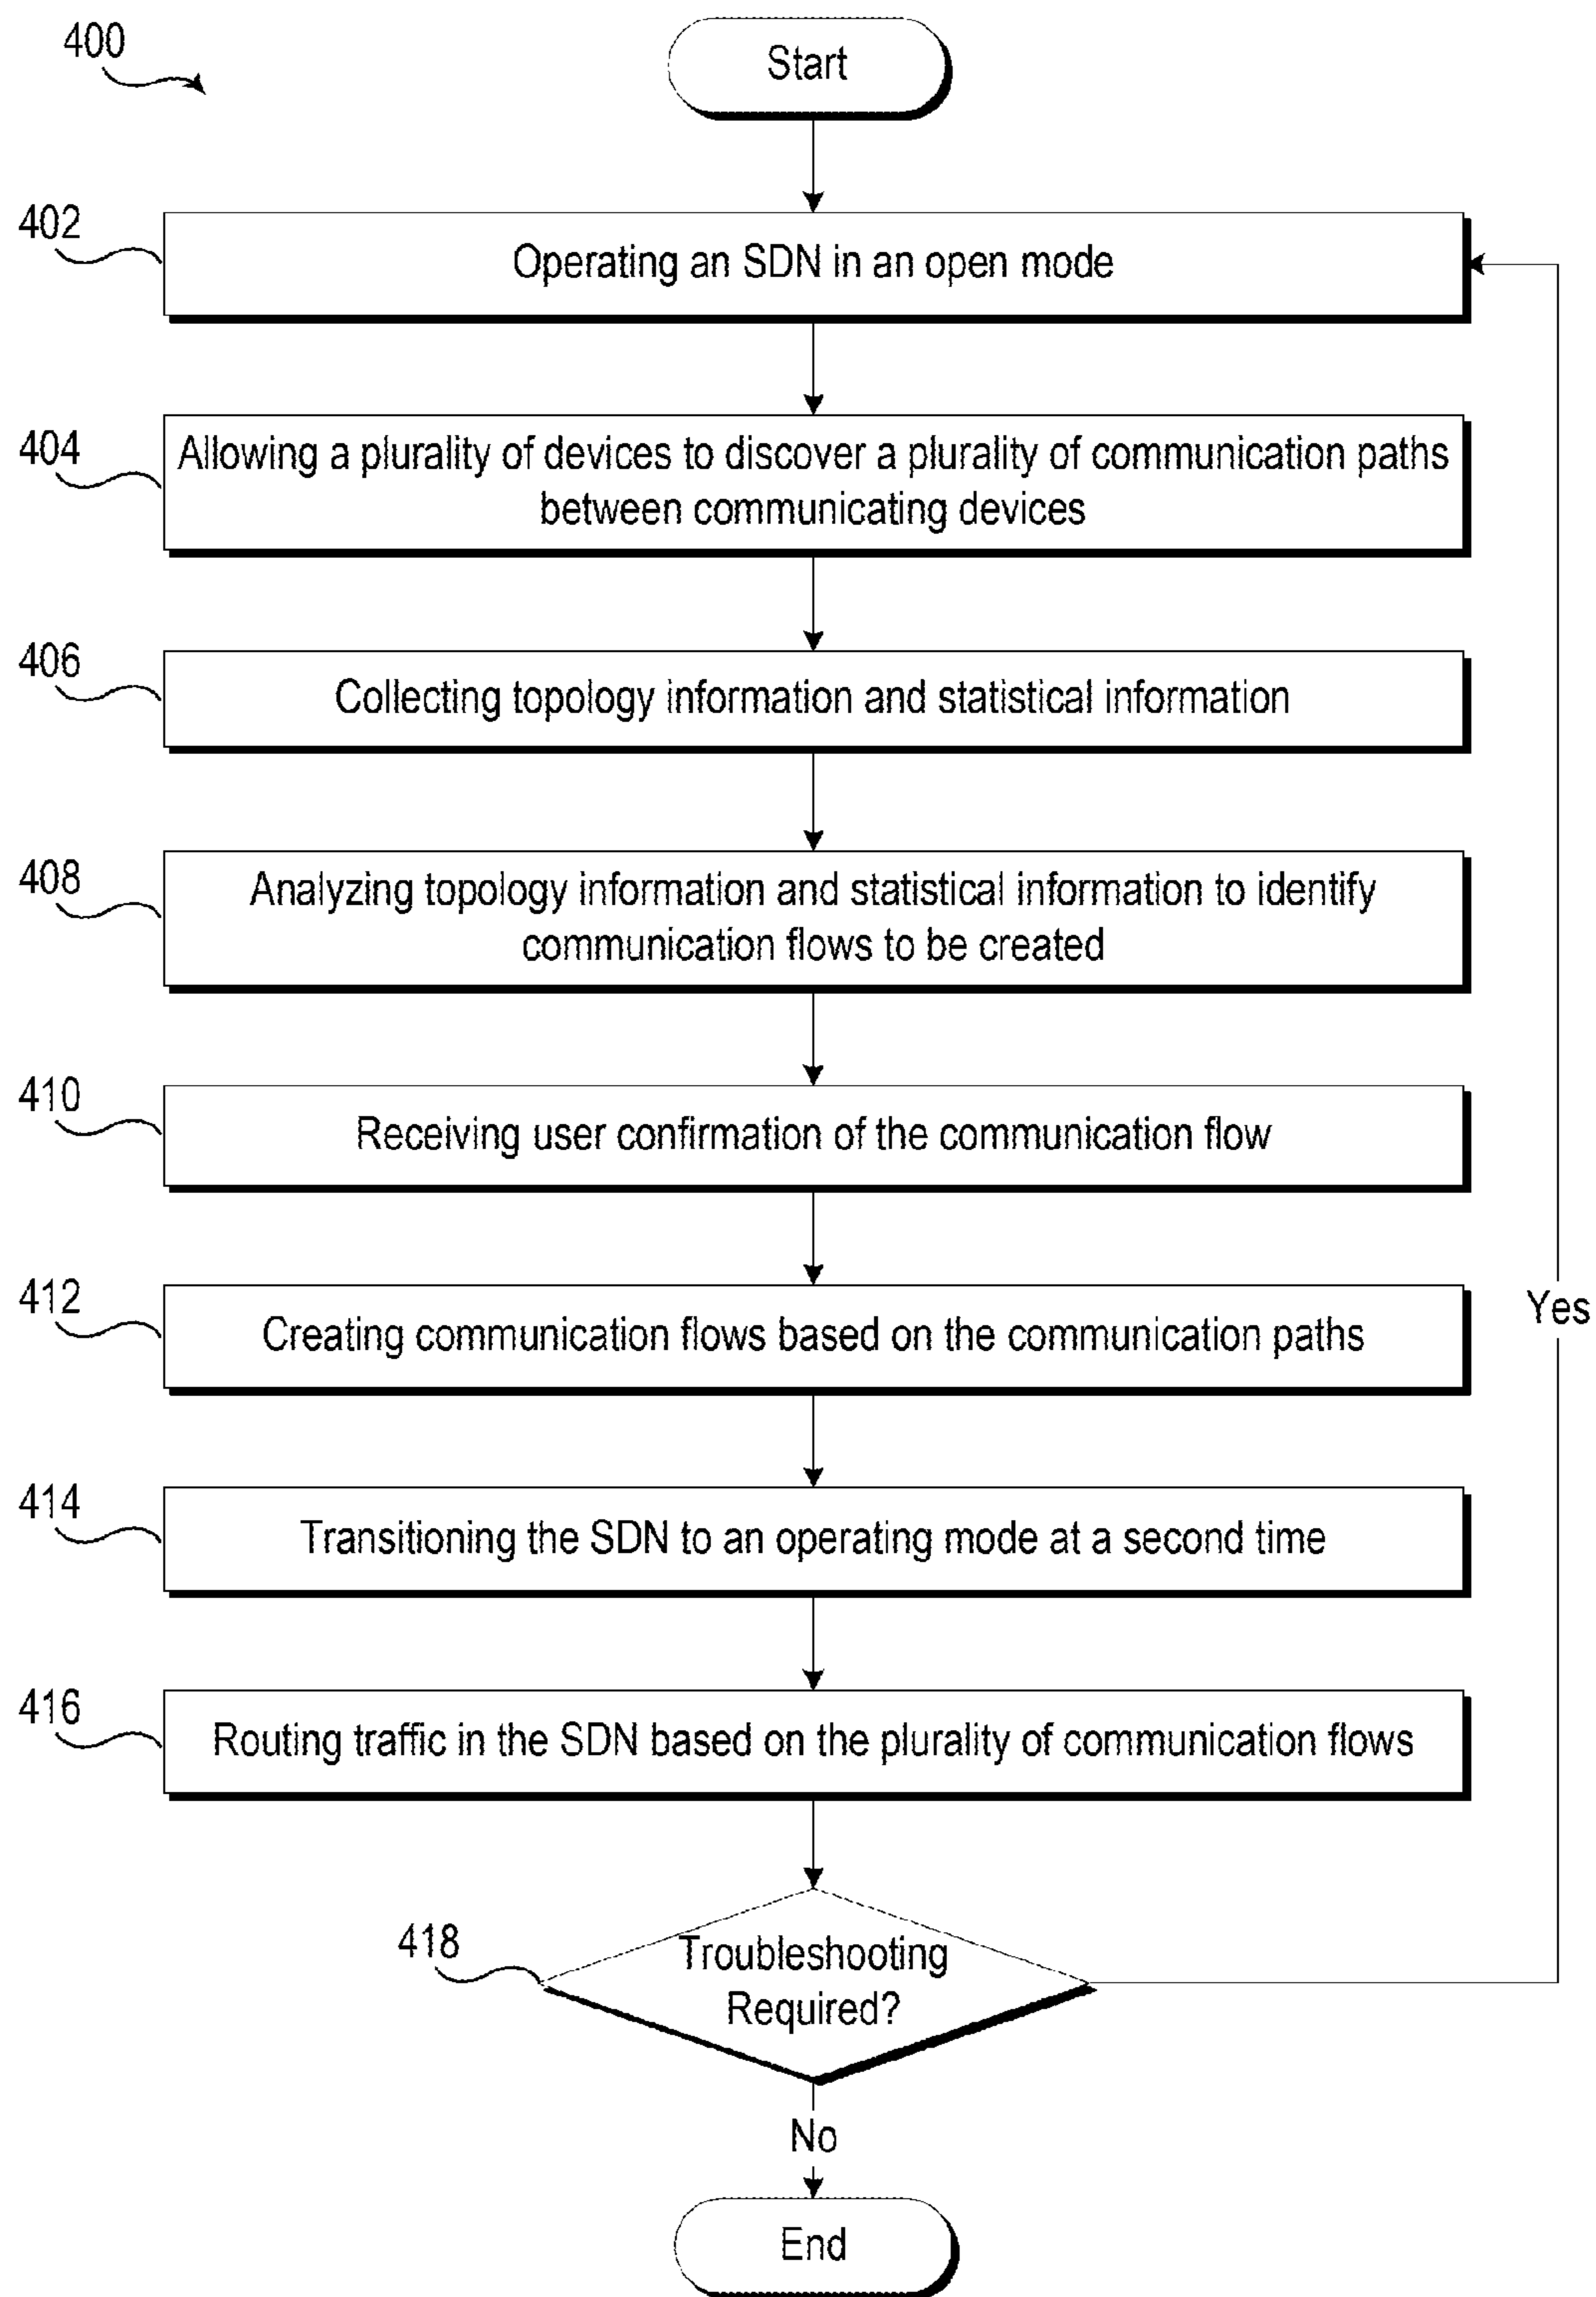 400
Start
402
Operating an SDN in an open mode
404
Allowing a plurality of devices to discover a plurality of communication paths
between communicating devices
406
Collecting topology information and statistical information
408
Analyzing topology information and statistical information to identify
communication flows to be created
410
Receiving user confirmation of the communication flow
412
Creating communication flows based on the communication paths
Yes
414
Transitioning the SDN to an operating mode at a second time
416
Routing traffic in the SDN based on the plurality of communication flows
418
Troubleshooting
Required?
No
End